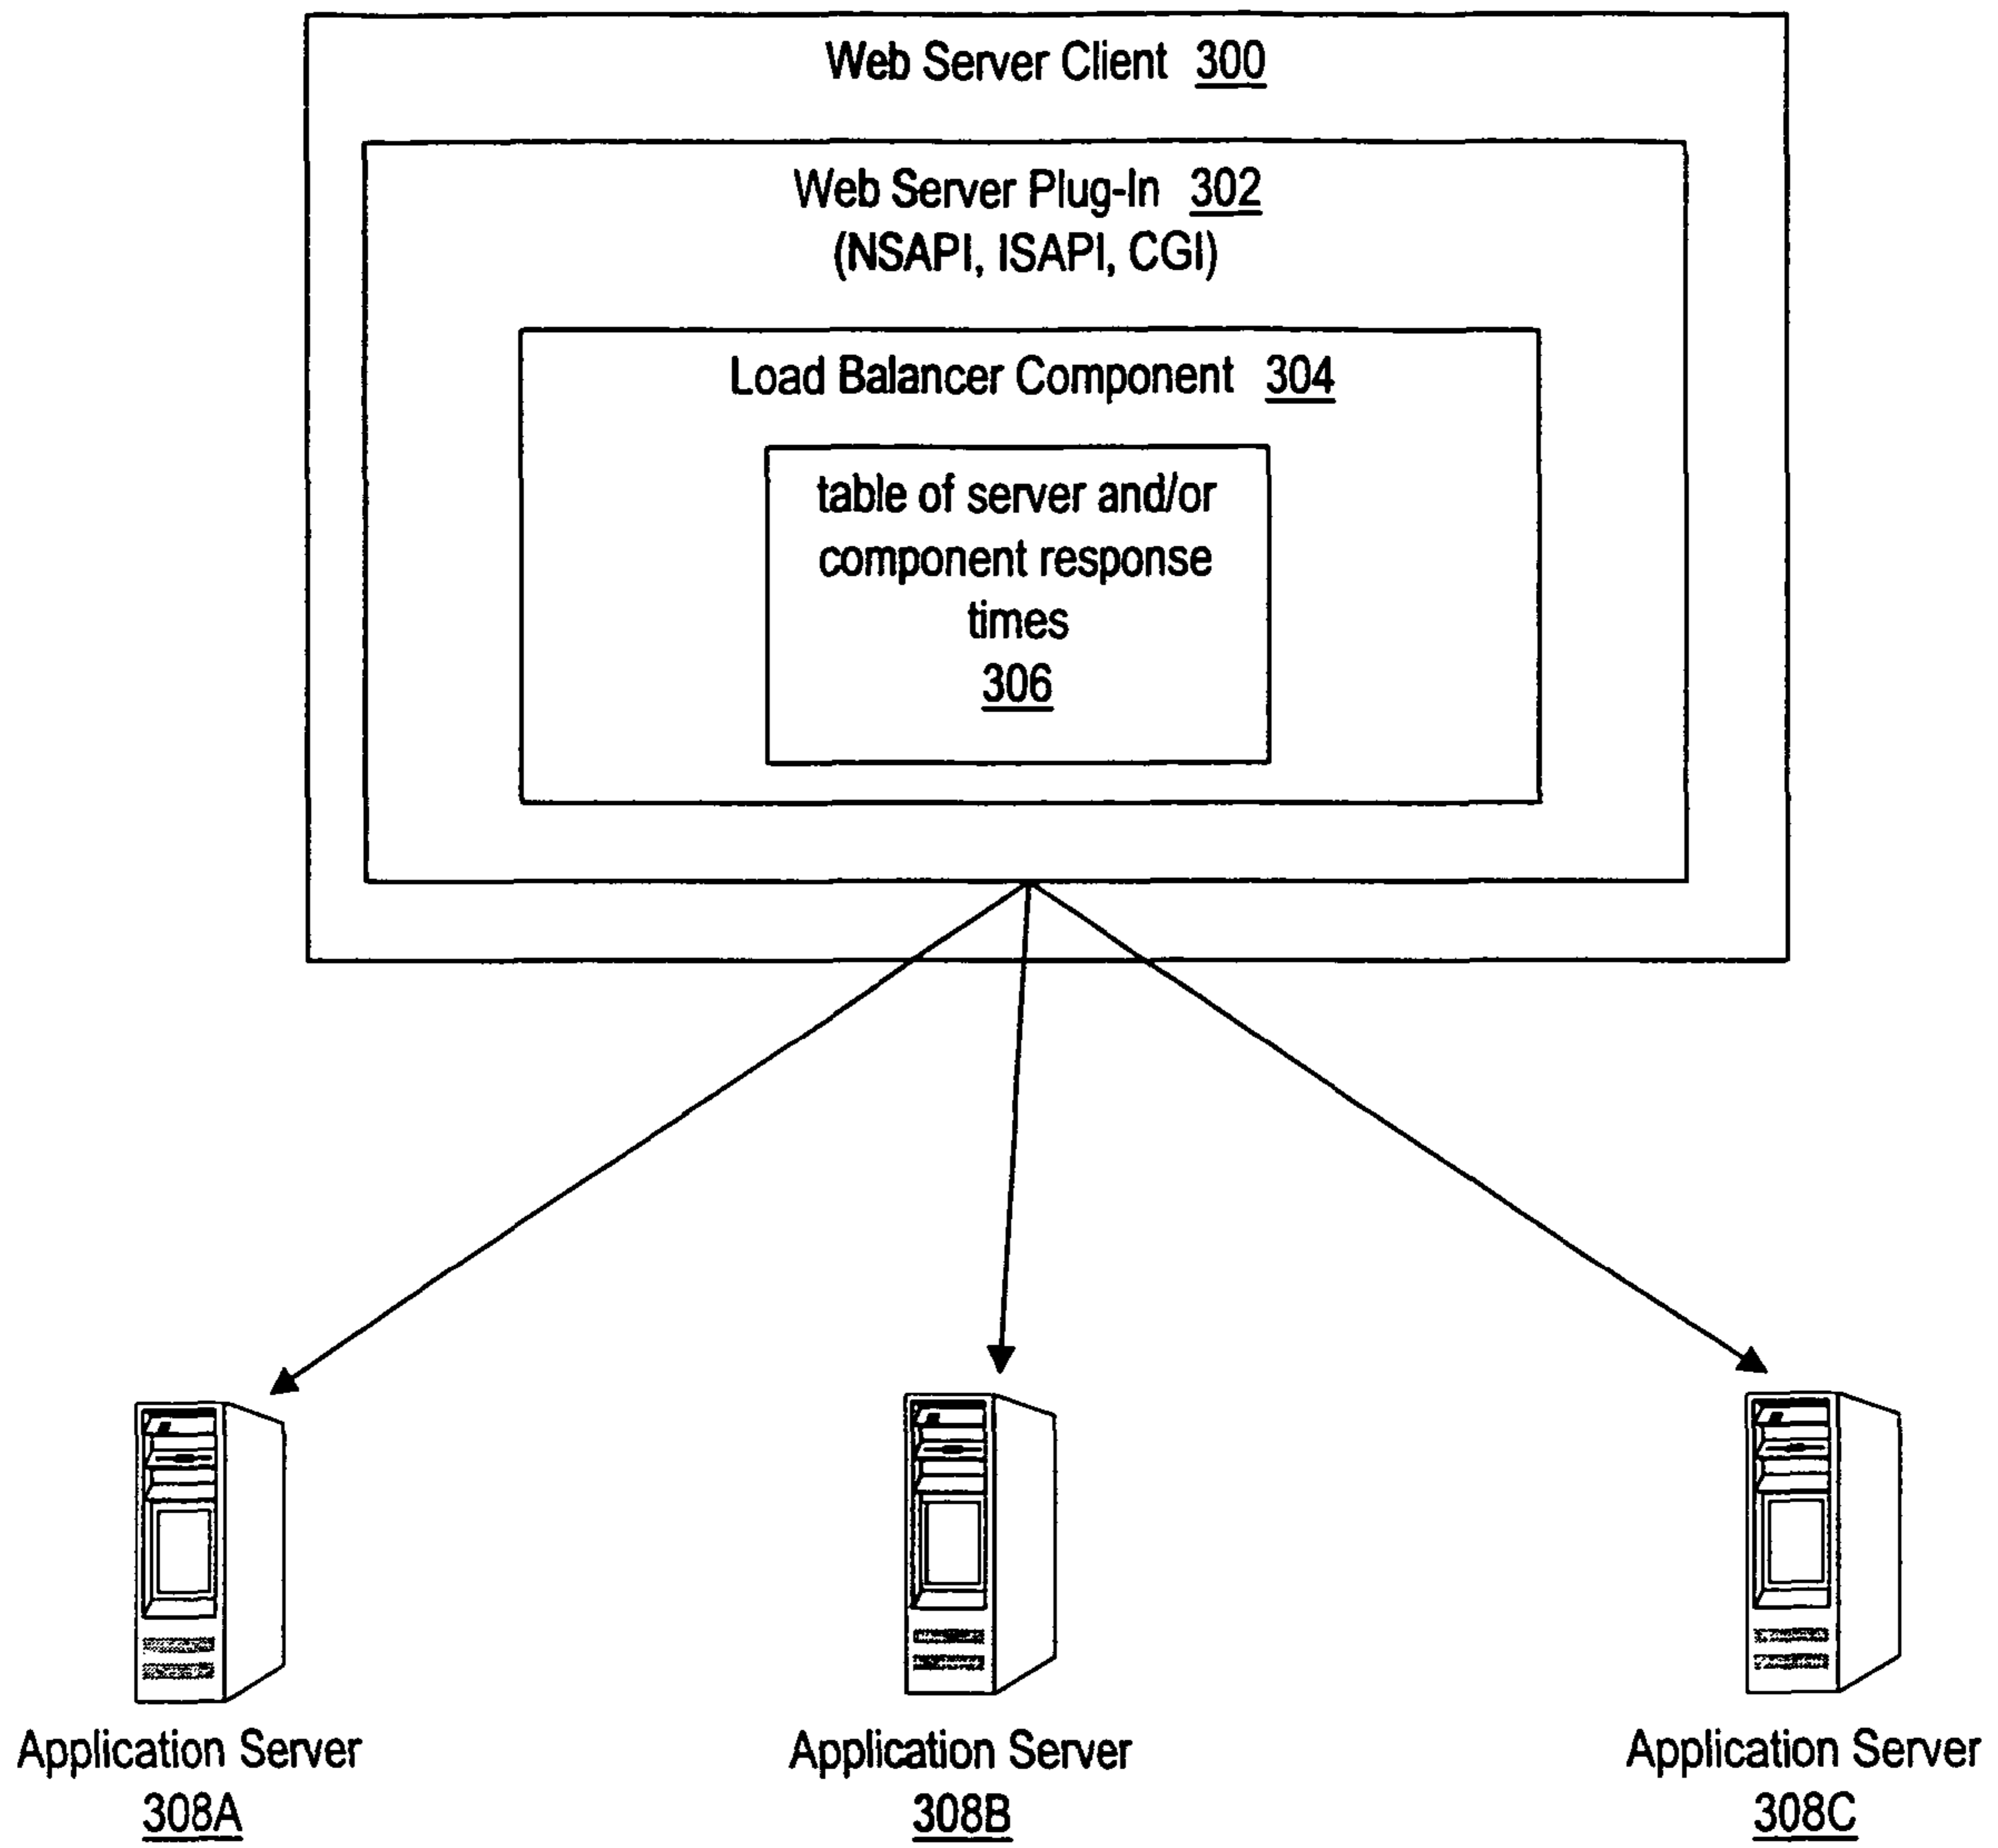 Web Server Client 300
Web Server Plug-In 302
(NSAPI, ISAPI, CGI)
Load Balancer Component 304
table of server and/or
component response
times
306
Application Server
308A
Application Server
308B
Application Server
308C